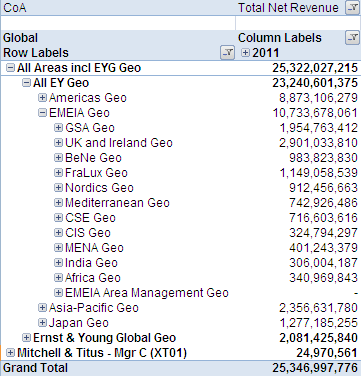 CoA Total Net Revenue
Global Column Labels
Row Labels 2011
All Areas incl EYG Geo 25,322,027,215
All EY Geo 23,240,601,375
Americas Geo 8,873,106,279
EMEIA Geo 10,733,678,061
GSA Geo 1,954,763,412
UK and Ireland Geo 2,901,033,810
BeNe Geo 983,823,830
FraLux Geo 1,149,058,539
Nordics Geo 912,456,663
Mediterranean Geo 742,926,486
CSE Geo 716,603,616
CIS Geo 324,794,297
MENA Geo 401,243,379
India Geo 306,004,187
Africa Geo 340,969,843
EMEIA Area Management Geo -
Asia-Pacific Geo 2,356,631,780
Japan Geo 1,277,185,255
Ernst & Young Global Geo 2,081,425,840
Mitchell & Titus - Mgr C (XT01) 24,970,561
Grand Total 25,346,997,776